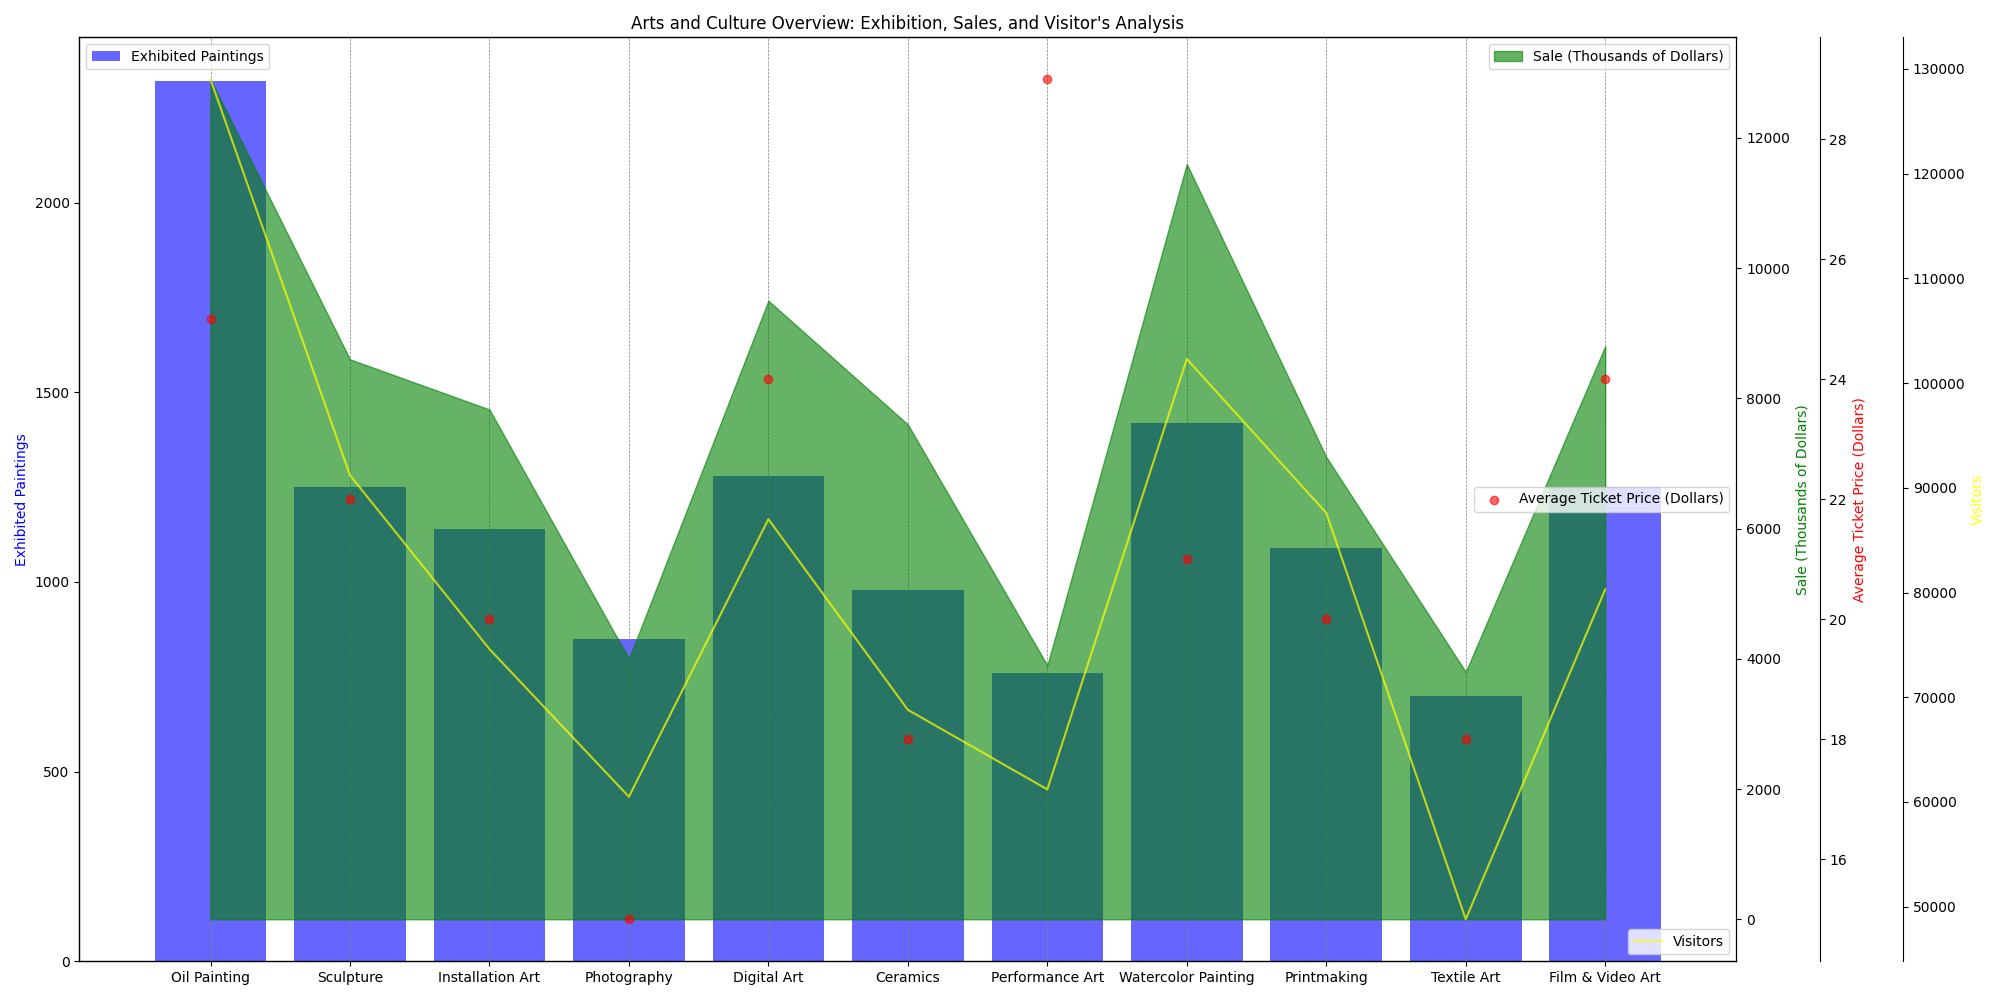 Arts and Culture Overview: Exhibition, Sales, and Visitor's Analysis
Exhibited Paintings
Sale (Thousands of Dollars)
Average Ticket Price (Dollars)
Visitors
Exhibited Paintings
2000
1500
1000
500
0
12000
10000
8000
6000
4000
2000
0
Sale (Thousands of Dollars)
28
26
24
22
20
18
16
Average Ticket Price (Dollars)
130000
120000
110000
100000
90000
80000
70000
60000
50000
Visitors
Oil Painting
Sculpture
Installation Art
Photography
Digital Art
Ceramics
Performance Art
Watercolor Painting
Printmaking
Textile Art
Film & Video Art